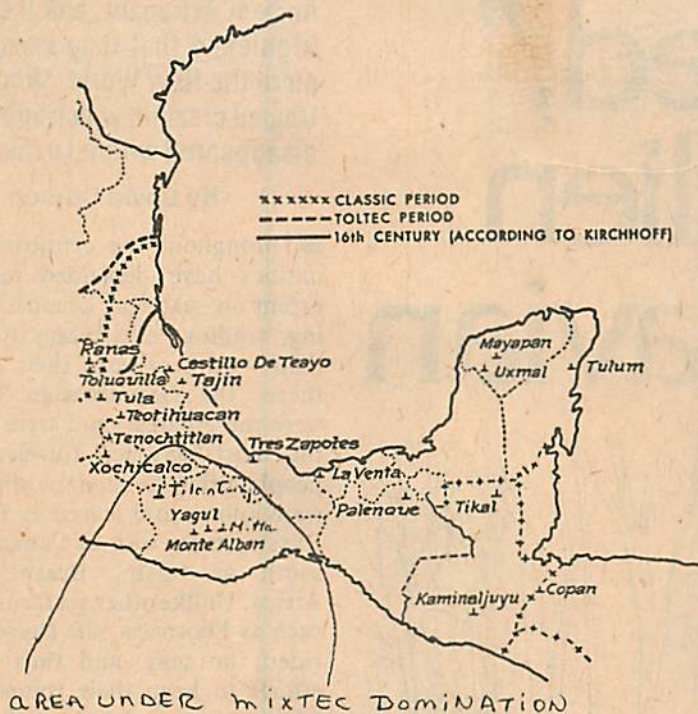 CLASSIC PERIOD
TOLTEC PERIOD
16th CENTURY (ACCORDING TO KIRCHHOFF)
Mayapan
Uxmal
Tulum
Ranas
Castillo De Teayo
Toluquilla
Tajin
Tula
Teotihuacan
Tenochtitlan
Tres Zapotes
Xochicalco
La Venta
Palenque
Tikal
Yagul
Mitla
Monte Alban
Kaminaljuyu
Copan
AREA UNDER MIXTEC DOMINATION